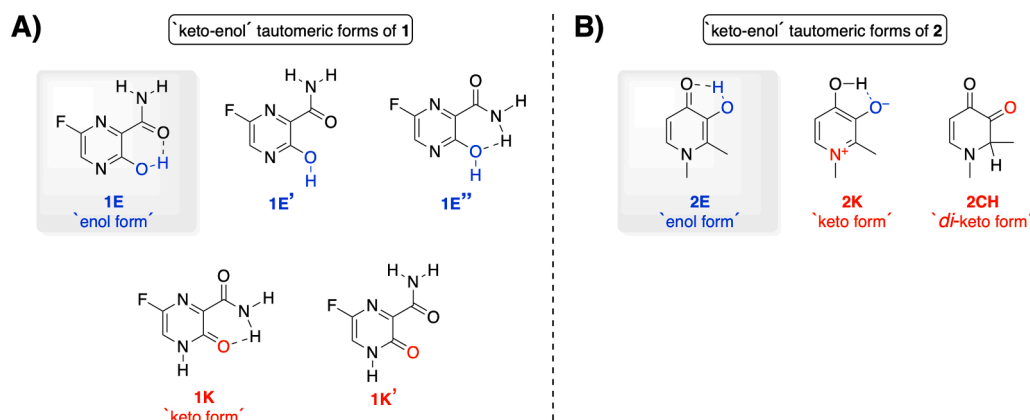 A)
`keto-enol´ tautomeric forms of 1
B)
`keto-enol´ tautomeric forms of 2
H H
N
F N O
N O H
1E
`enol form´
H H
N
F N O
N O
H
1E’
O
F N N H
H
N O
H
1E’’
O H
O
N
2E
`enol form´
O H
O⁻
N⁺
2K
`keto form´
O
O
N H
2CH
`di-keto form´
O
F N N H
H
N O
H
1K
`keto form´
H H
N
F N O
N O
H
1K’